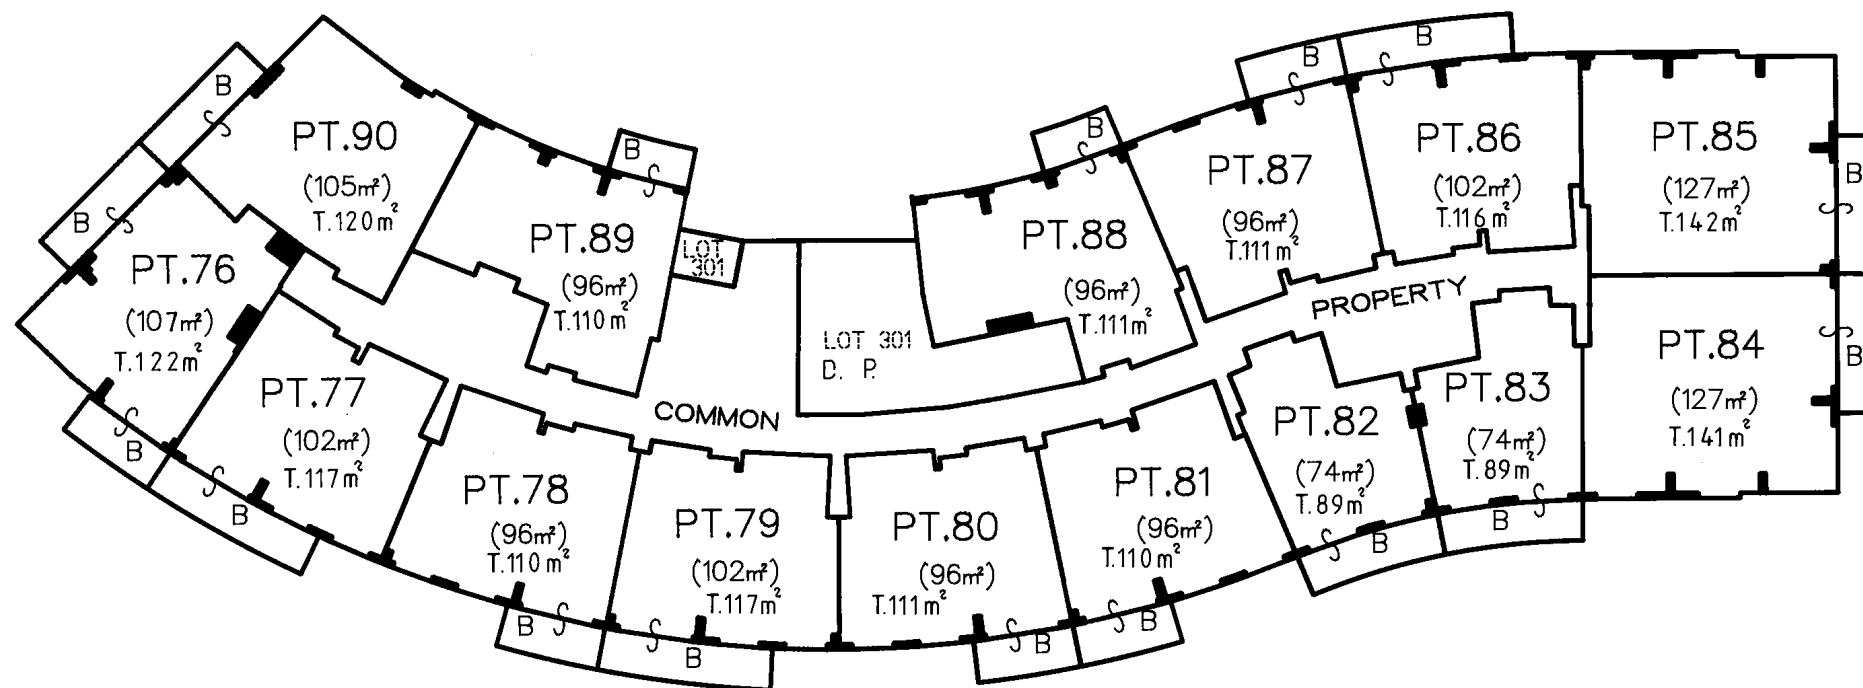 B
PT.90
(105m²)
T.120m²
B
PT.76
(107m²)
T.122m²
B
B
PT.89
(96m²)
T.110m²
LOT
301
LOT 301
D. P.
B
PT.88
(96m²)
T.111m²
B
PT.87
(96m²)
T.111m²
B
PT.86
(102m²)
T.116m²
PT.85
(127m²)
T.142m²
B
COMMON
PROPERTY
PT.77
(102m²)
T.117m²
B
PT.78
(96m²)
T.110m²
B
PT.79
(102m²)
T.117m²
B
PT.80
(96m²)
T.111m²
B
PT.81
(96m²)
T.110m²
B
PT.82
(74m²)
T.89m²
B
PT.83
(74m²)
T.89m²
B
PT.84
(127m²)
T.141m²
B